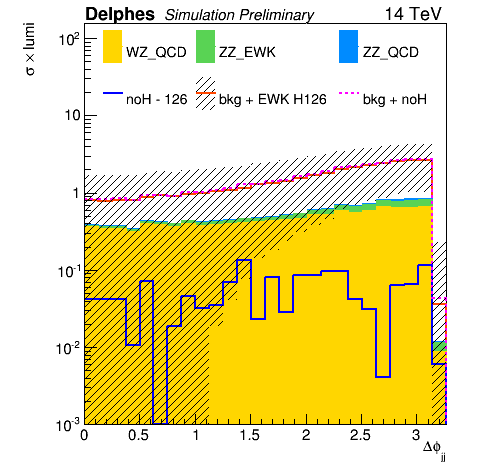 Delphes Simulation Preliminary 14 TeV
σ × lumi
WZ_QCD ZZ_EWK ZZ_QCD
noH - 126 bkg + EWK H126 bkg + noH
10²
10
1
10⁻¹
10⁻²
10⁻³
0 0.5 1 1.5 2 2.5 3
Δϕjj